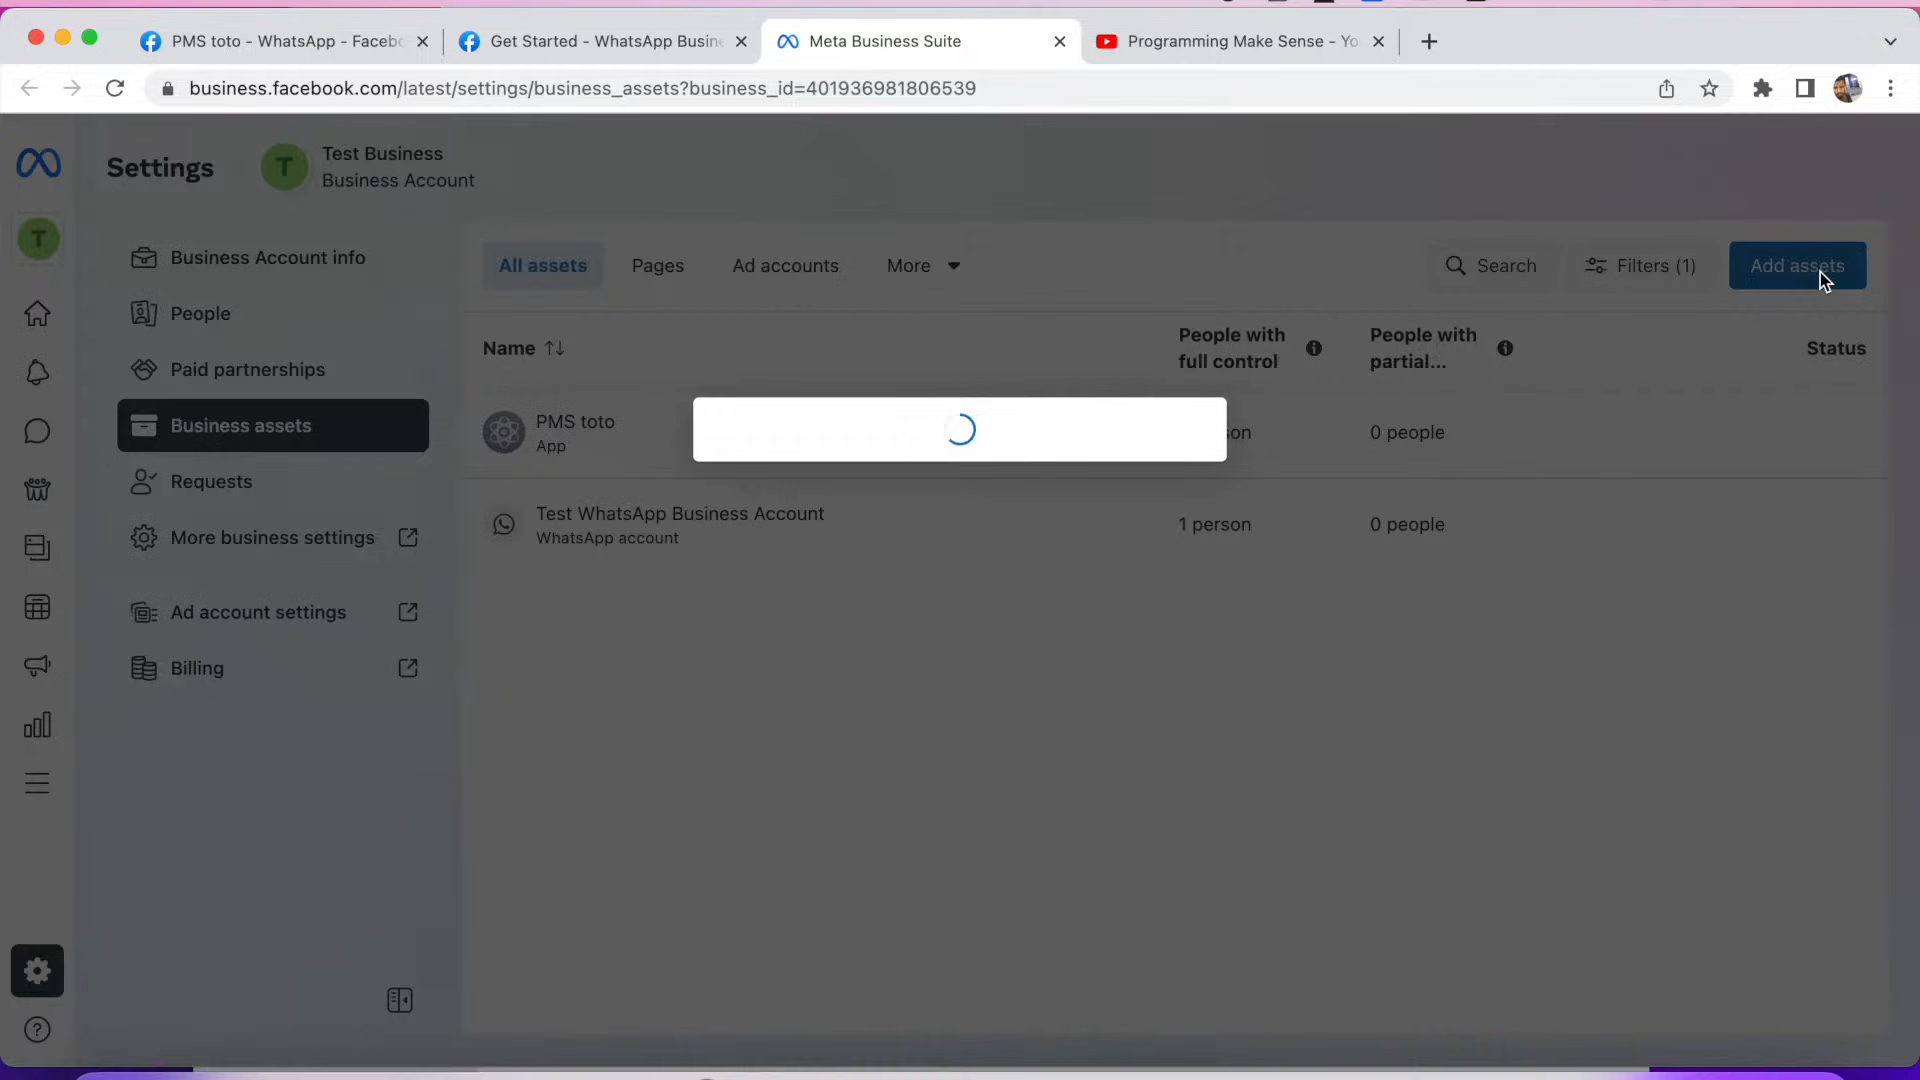 PMS toto - WhatsApp - Facebo
Get Started - WhatsApp Busin
Meta Business Suite
Programming Make Sense - Yo
business.facebook.com/latest/settings/business_assets?business_id=401936981806539
Settings
T
Test Business
Business Account
T
Business Account info
People
Paid partnerships
Business assets
Requests
More business settings
Ad account settings
Billing
All assets
Pages
Ad accounts
More
Search
Filters (1)
Add assets
Name
People with full control
People with partial...
Status
PMS toto
App
son
0 people
Test WhatsApp Business Account
WhatsApp account
1 person
0 people